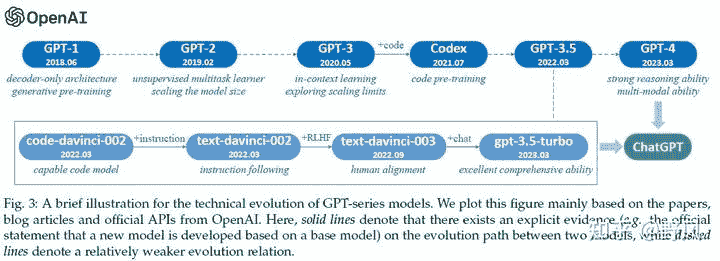 OpenAI
GPT-1 GPT-2 GPT-3 +code Codex GPT-3.5 GPT-4
2018.06 2019.02 2020.05 2021.07 2022.03 2023.03
decoder-only architecture unsupervised multitask learner in-context learning code pre-training strong reasoning ability
generative pre-training scaling the model size exploring scaling limits multi-modal ability
code-davinci-002 +instruction text-davinci-002 +RLHF text-davinci-003 +chat gpt-3.5-turbo ChatGPT
2022.03 2022.03 2022.09 2023.03
capable code model instruction following human alignment excellent comprehensive ability
Fig. 3: A brief illustration for the technical evolution of GPT-series models. We plot this figure mainly based on the papers,
blog articles and official APIs from OpenAI. Here, solid lines denote that there exists an explicit evidence (e.g., the official
statement that a new model is developed based on a base model) on the evolution path between two models, while dashed
lines denote a relatively weaker evolution relation.